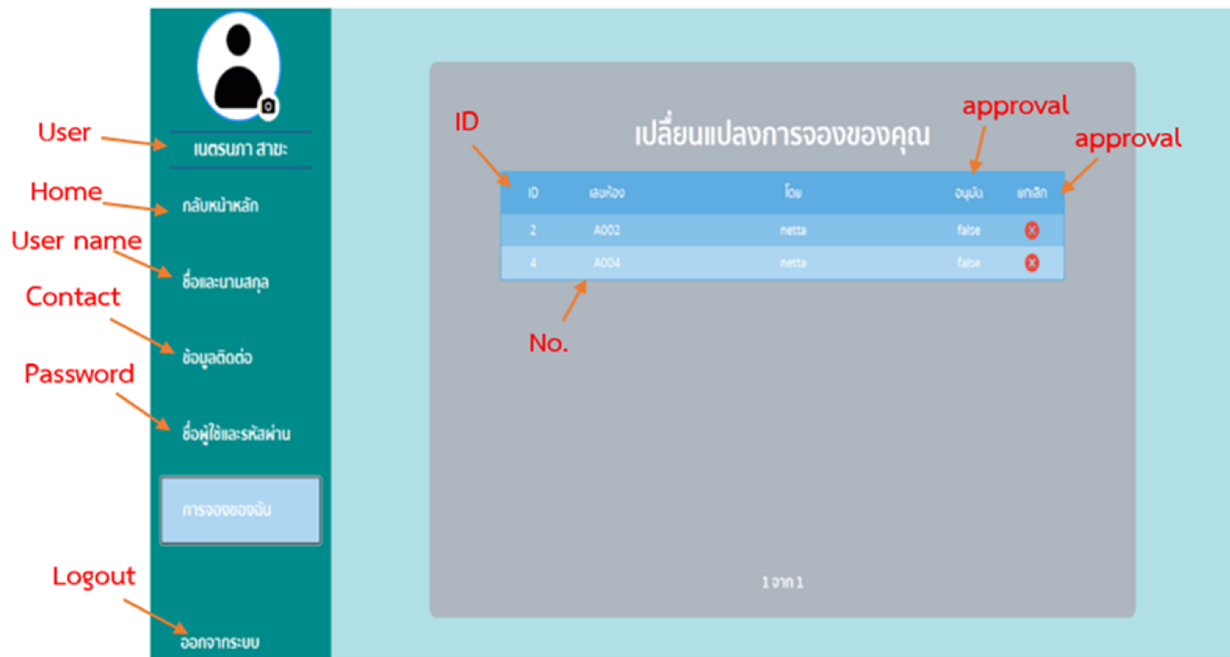 User
เนตรนภา สาขะ
Home
กลับหน้าหลัก
User name
ชื่อและนามสกุล
Contact
ข้อมูลติดต่อ
Password
ชื่อผู้ใช้และรหัสผ่าน
การจองของฉัน
Logout
ออกจากระบบ
ID
approval
approval
เปลี่ยนแปลงการจองของคุณ
ID เลขห้อง โดย อนุมัติ ยกเลิก
2 A002 netta false
4 A004 netta false
No.
1 จาก 1